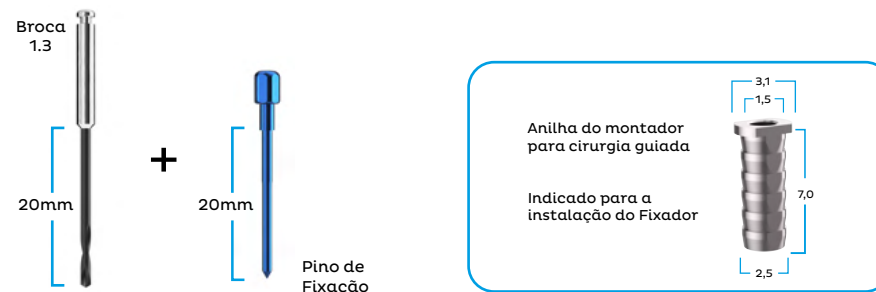 Broca
1.3
20mm
+
20mm
Pino de
Fixação
Anilha do montador
para cirurgia guiada
Indicado para a
instalação do Fixador
3,1
1,5
7,0
2,5